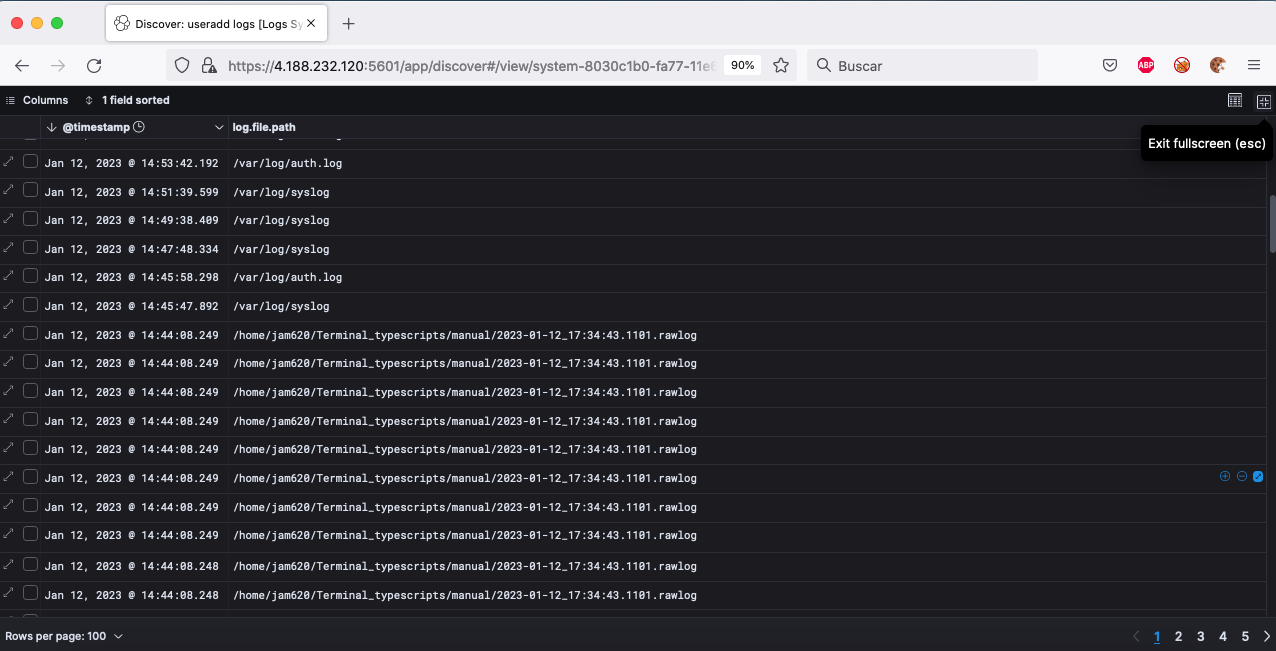 Discover: useradd logs [Logs Sy
https://4.188.232.120:5601/app/discover#/view/system-8030c1b0-fa77-11e6
90%
Buscar
ABP
Columns
1 field sorted
@timestamp
log.file.path
Exit fullscreen (esc)
Jan 12, 2023 @ 14:53:42.192 /var/log/auth.log
Jan 12, 2023 @ 14:51:39.599 /var/log/syslog
Jan 12, 2023 @ 14:49:38.409 /var/log/syslog
Jan 12, 2023 @ 14:47:48.334 /var/log/syslog
Jan 12, 2023 @ 14:45:58.298 /var/log/auth.log
Jan 12, 2023 @ 14:45:47.892 /var/log/syslog
Jan 12, 2023 @ 14:44:08.249 /home/jam620/Terminal_typescripts/manual/2023-01-12_17:34:43.1101.rawlog
Jan 12, 2023 @ 14:44:08.249 /home/jam620/Terminal_typescripts/manual/2023-01-12_17:34:43.1101.rawlog
Jan 12, 2023 @ 14:44:08.249 /home/jam620/Terminal_typescripts/manual/2023-01-12_17:34:43.1101.rawlog
Jan 12, 2023 @ 14:44:08.249 /home/jam620/Terminal_typescripts/manual/2023-01-12_17:34:43.1101.rawlog
Jan 12, 2023 @ 14:44:08.249 /home/jam620/Terminal_typescripts/manual/2023-01-12_17:34:43.1101.rawlog
Jan 12, 2023 @ 14:44:08.249 /home/jam620/Terminal_typescripts/manual/2023-01-12_17:34:43.1101.rawlog
Jan 12, 2023 @ 14:44:08.249 /home/jam620/Terminal_typescripts/manual/2023-01-12_17:34:43.1101.rawlog
Jan 12, 2023 @ 14:44:08.249 /home/jam620/Terminal_typescripts/manual/2023-01-12_17:34:43.1101.rawlog
Jan 12, 2023 @ 14:44:08.248 /home/jam620/Terminal_typescripts/manual/2023-01-12_17:34:43.1101.rawlog
Jan 12, 2023 @ 14:44:08.248 /home/jam620/Terminal_typescripts/manual/2023-01-12_17:34:43.1101.rawlog
Rows per page: 100
1 2 3 4 5